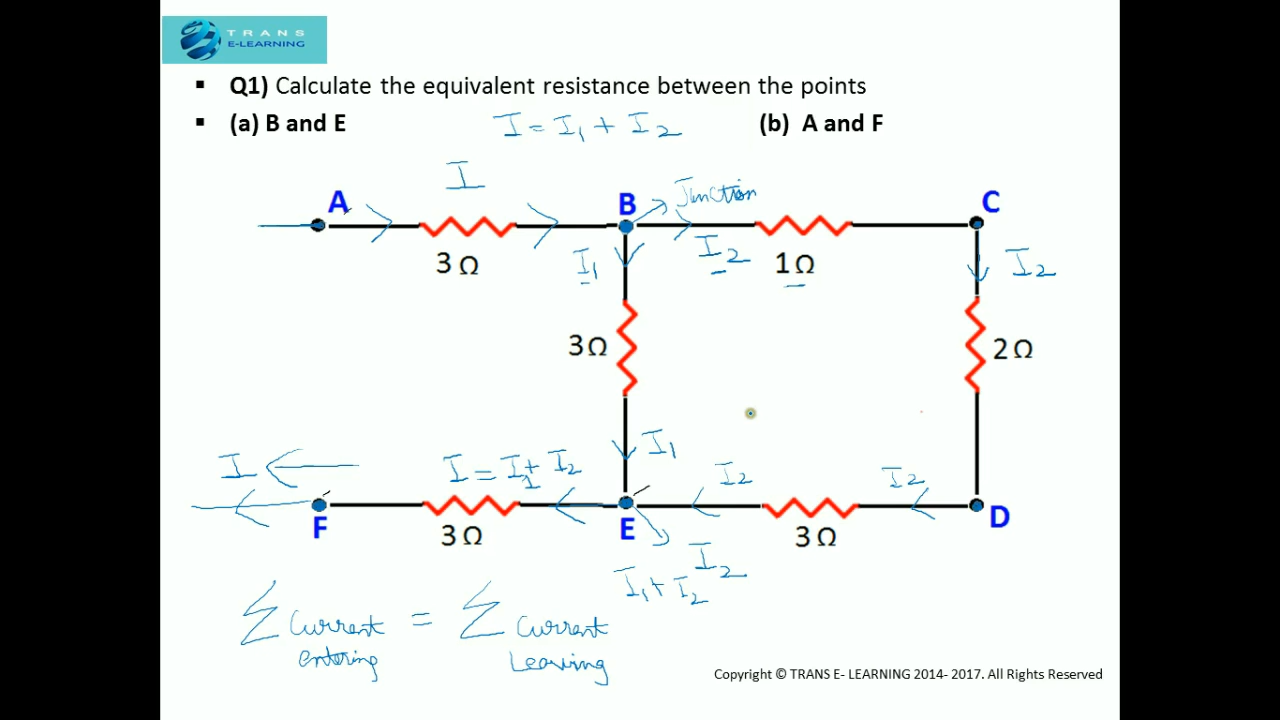 TRANS
E-LEARNING
▪ Q1) Calculate the equivalent resistance between the points
▪ (a) B and E (b) A and F
I = I₁ + I₂
I
Junction
A B C
I₁ I₂ I₂
3 Ω 1Ω
3Ω 2Ω
I₁
I I = I₁ + I₂ I₂ I₂
F E D
3 Ω 3Ω
I₂
I₁ + I₂
Σ current entering = Σ current leaving
Copyright © TRANS E- LEARNING 2014- 2017. All Rights Reserved